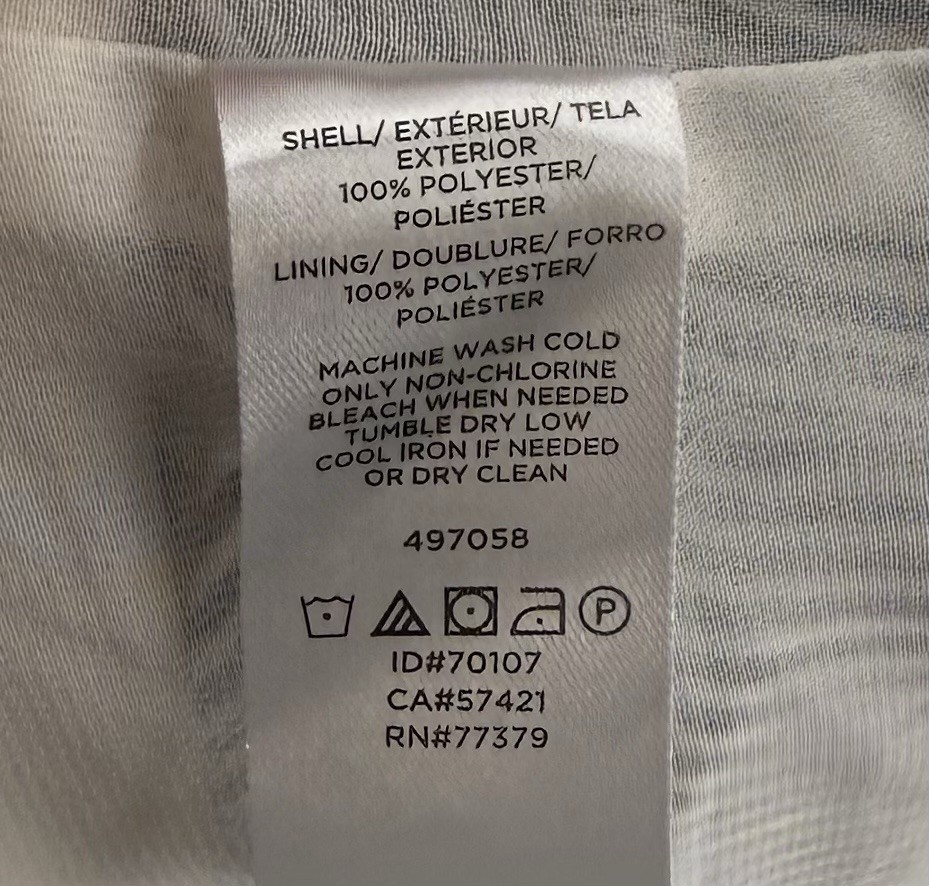 SHELL/ EXTÉRIEUR/ TELA
EXTERIOR
100% POLYESTER/
POLIÉSTER
LINING/ DOUBLURE/ FORRO
100% POLYESTER/
POLIÉSTER
MACHINE WASH COLD
ONLY NON-CHLORINE
BLEACH WHEN NEEDED
TUMBLE DRY LOW
COOL IRON IF NEEDED
OR DRY CLEAN
497058
P
ID#70107
CA#57421
RN#77379